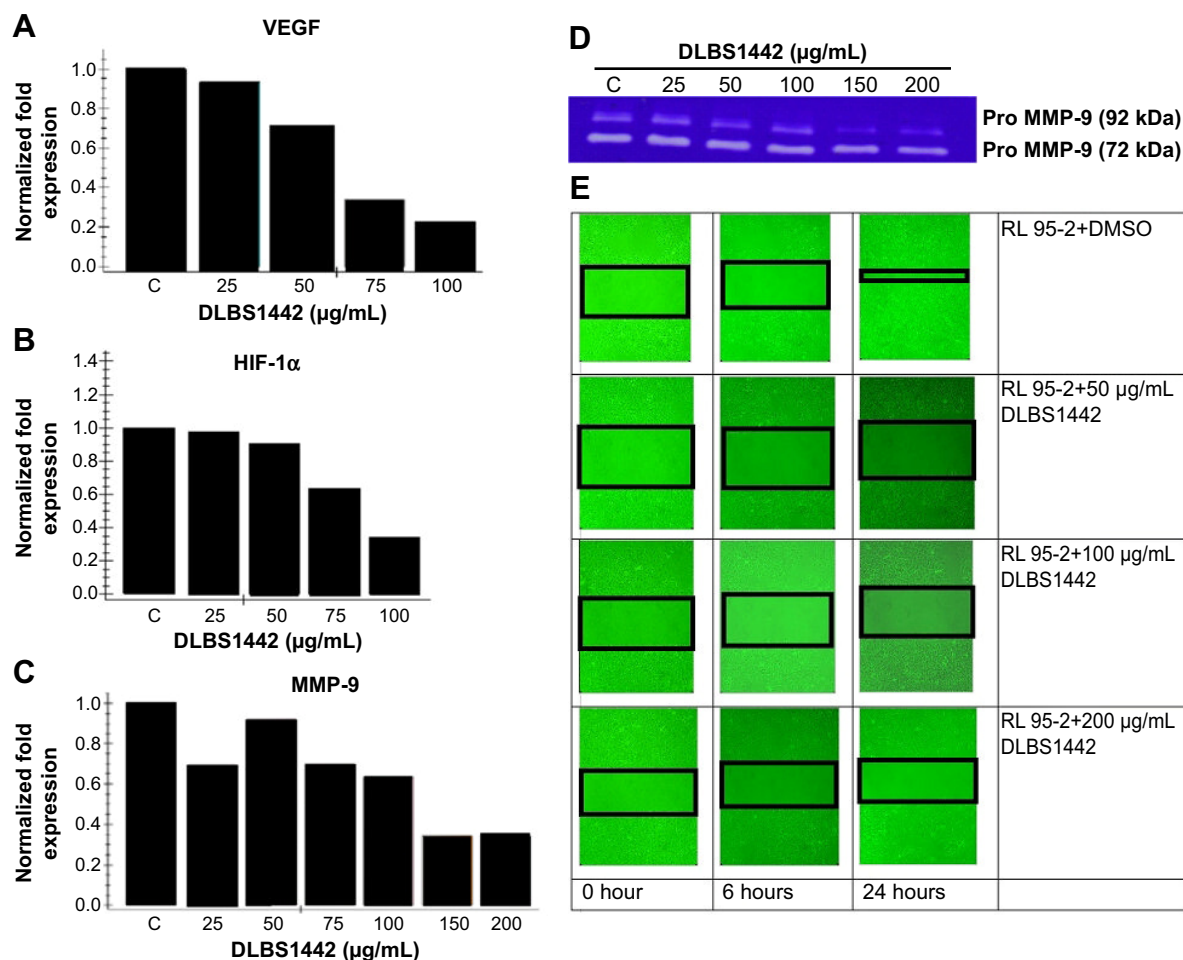 A
VEGF
Normalized fold
expression
1.0
0.8
0.6
0.4
0.2
0.0
C 25 50 75 100
DLBS1442 (µg/mL)
B
HIF-1α
Normalized fold
expression
1.4
1.2
1.0
0.8
0.6
0.4
0.2
0.0
C 25 50 75 100
DLBS1442 (µg/mL)
C
MMP-9
Normalized fold
expression
1.0
0.8
0.6
0.4
0.2
0.0
C 25 50 75 100 150 200
DLBS1442 (µg/mL)
D
DLBS1442 (µg/mL)
C 25 50 100 150 200
Pro MMP-9 (92 kDa)
Pro MMP-9 (72 kDa)
E
RL 95-2+DMSO
RL 95-2+50 µg/mL
DLBS1442
RL 95-2+100 µg/mL
DLBS1442
RL 95-2+200 µg/mL
DLBS1442
0 hour 6 hours 24 hours